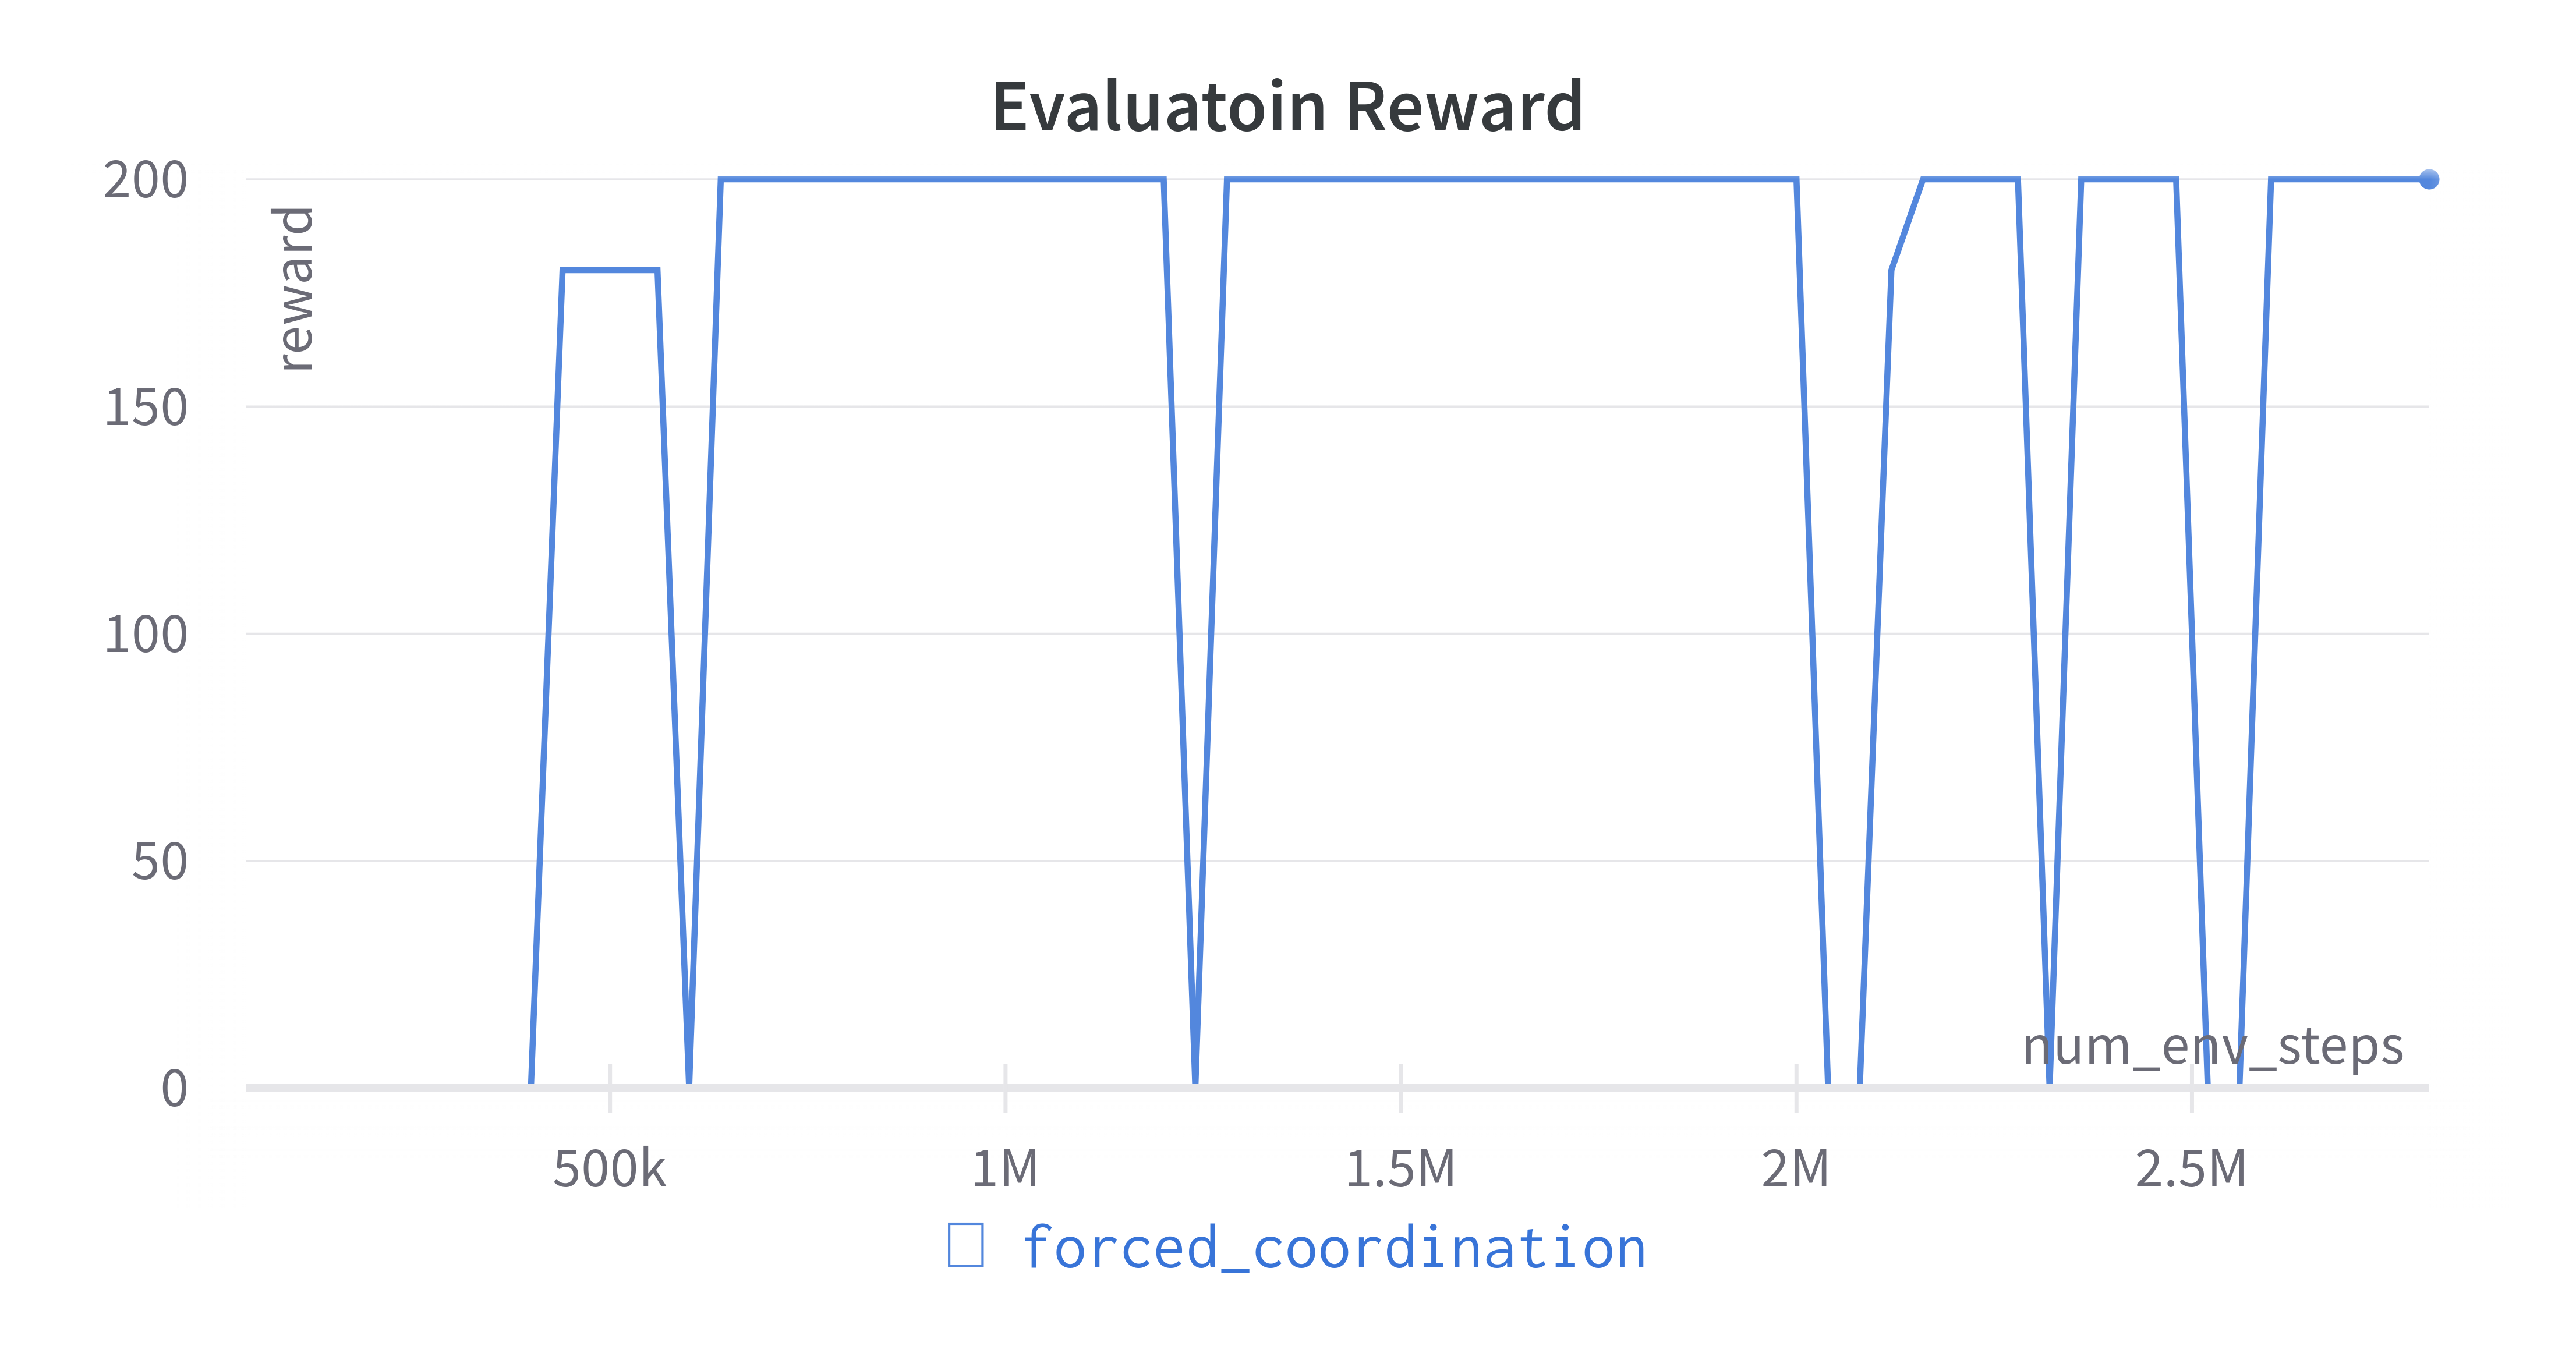 Evaluatoin Reward
200
reward
150
100
50
num_env_steps
0
500k 1M 1.5M 2M 2.5M
forced_coordination